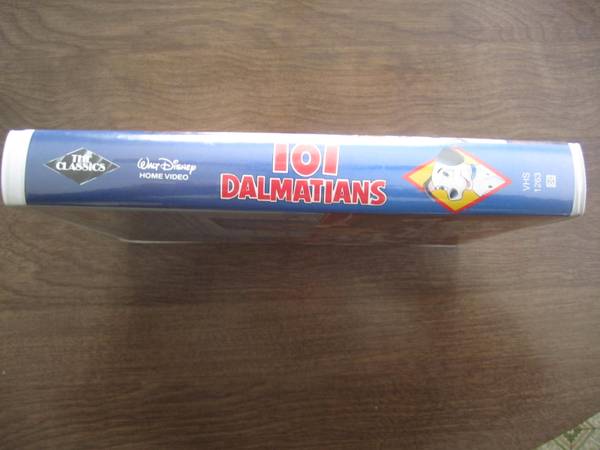 THE
CLASSICS
WALT DISNEY
HOME VIDEO
101
DALMATIANS
VHS
1263